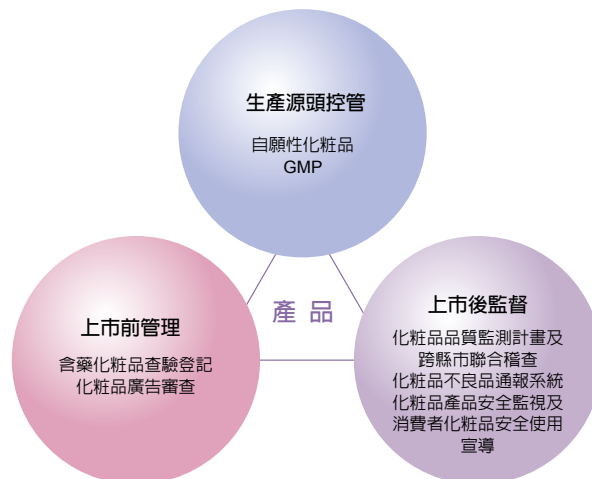 生產源頭控管
自願性化粧品
GMP
產 品
上市前管理
含藥化粧品查驗登記
化粧品廣告審查
上市後監督
化粧品品質監測計畫及
跨縣市聯合稽查
化粧品不良品通報系統
化粧品產品安全監視及
消費者化粧品安全使用
宣導